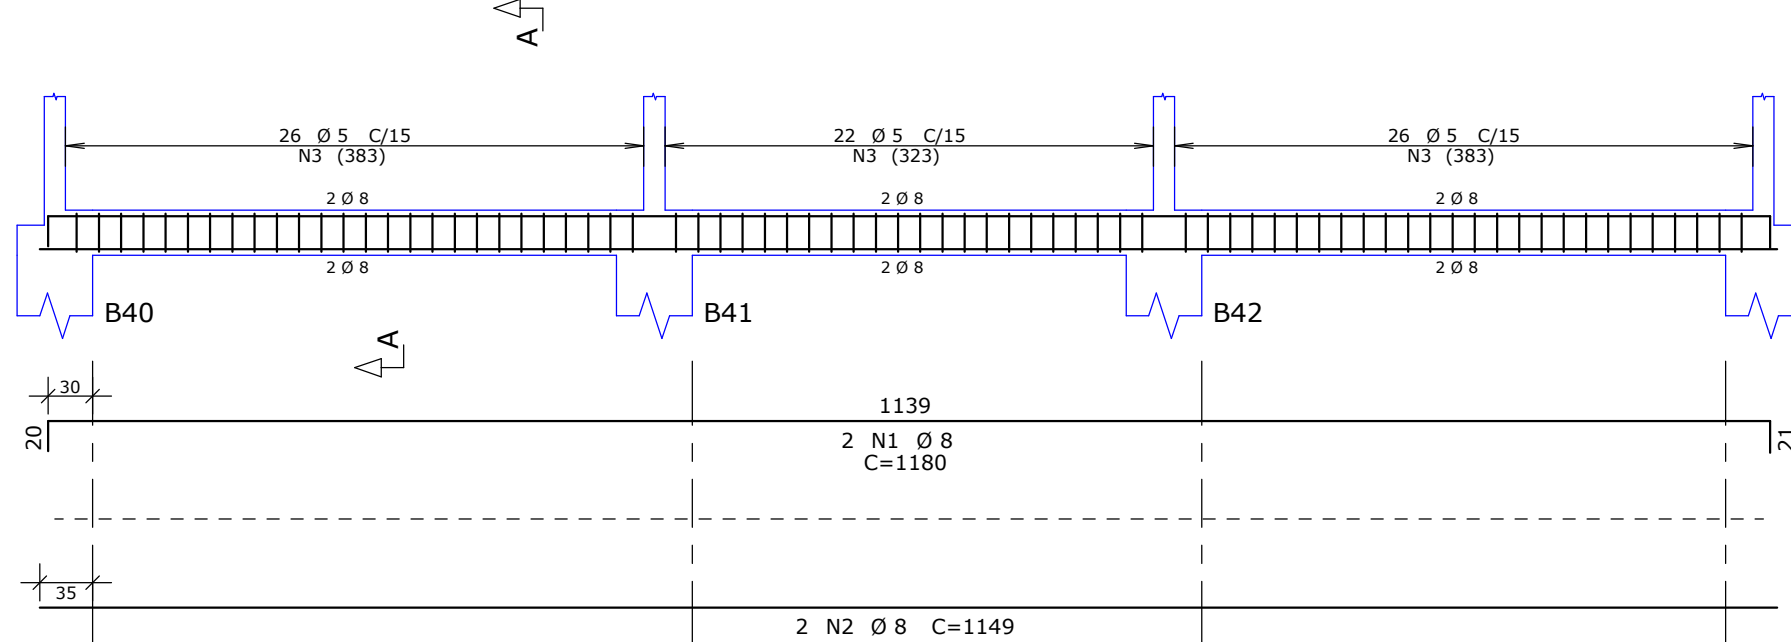 A
26 Ø 5 C/15
N3 (383)
22 Ø 5 C/15
N3 (323)
26 Ø 5 C/15
N3 (383)
2 Ø 8
2 Ø 8
2 Ø 8
2 Ø 8
2 Ø 8
2 Ø 8
B40
B41
B42
A
30
1139
20
2 N1 Ø 8
C=1180
21
35
2 N2 Ø 8 C=1149